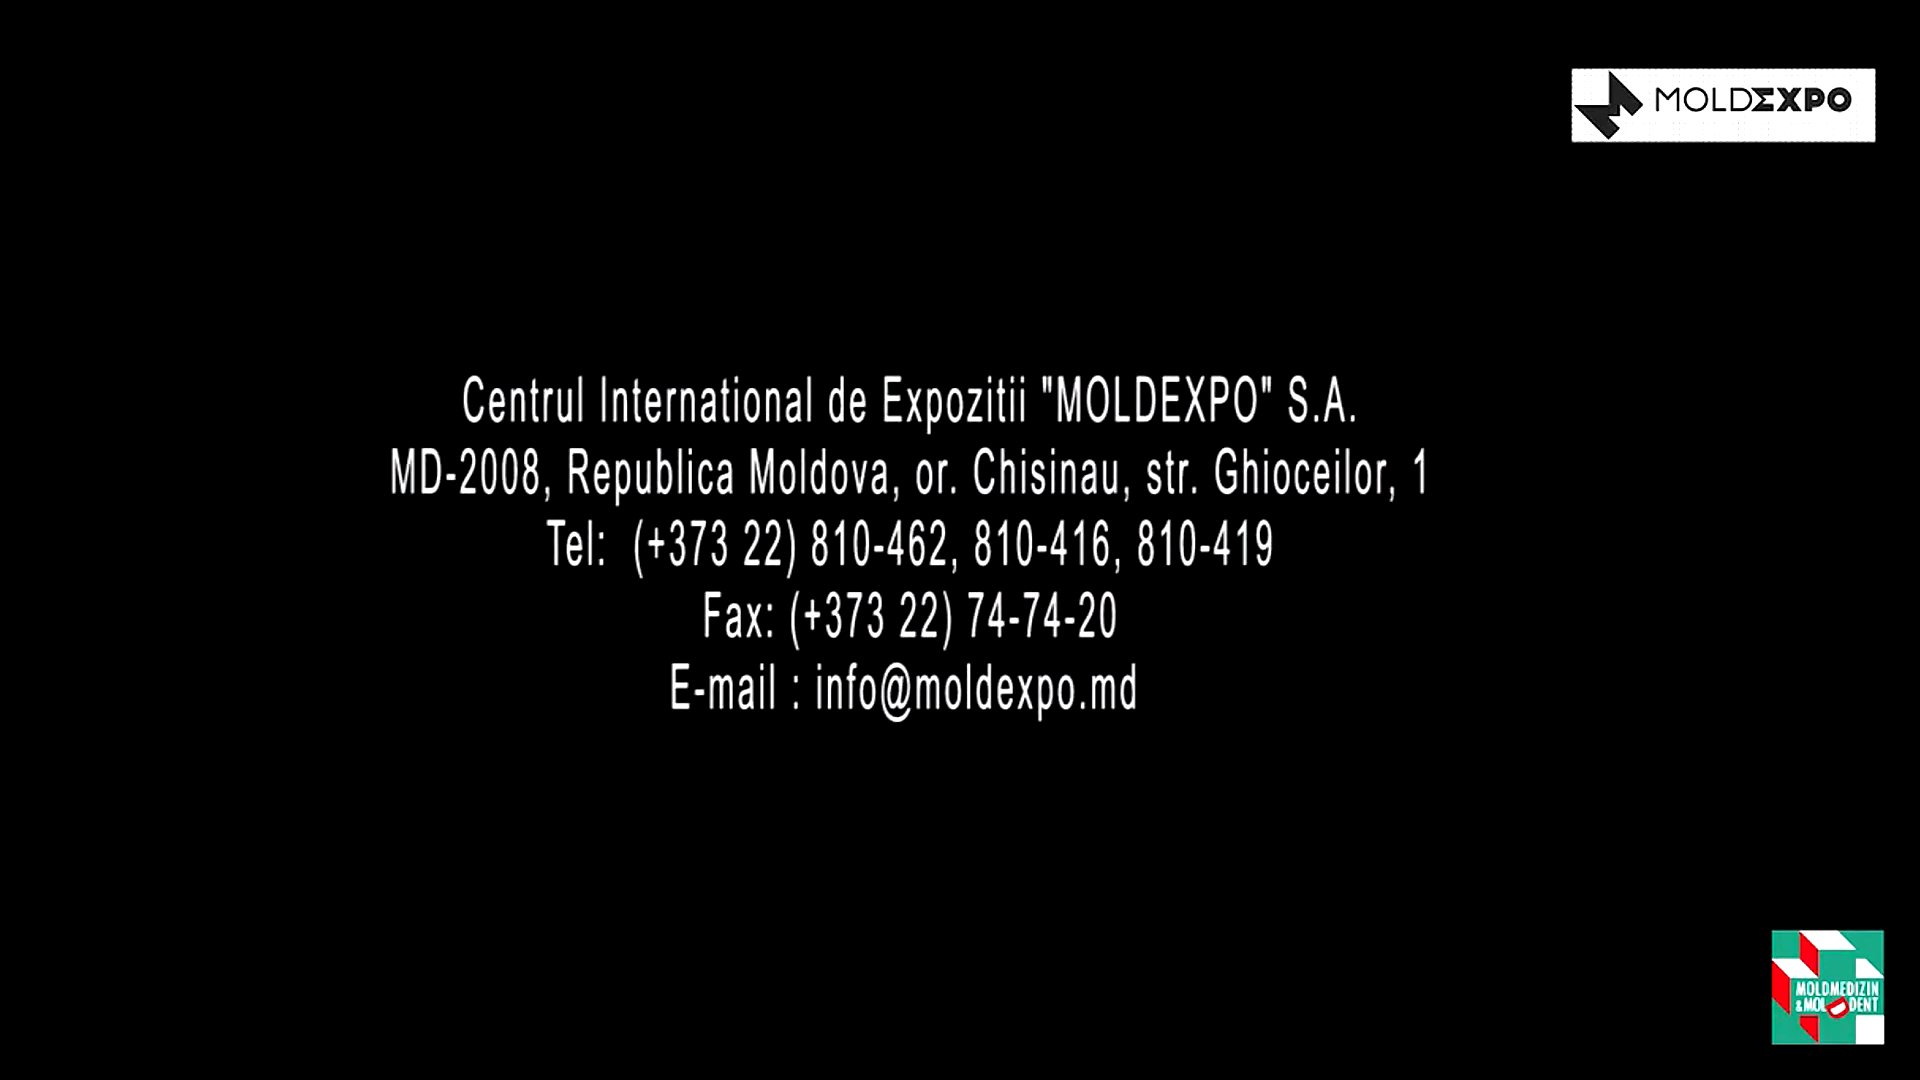 MOLDEXPO
Centrul International de Expozitii "MOLDEXPO" S.A.
MD-2008, Republica Moldova, or. Chisinau, str. Ghioceilor, 1
Tel:  (+373 22) 810-462, 810-416, 810-419
Fax: (+373 22) 74-74-20
E-mail : info@moldexpo.md
MOLDMEDIZIN
&MOLDDENT